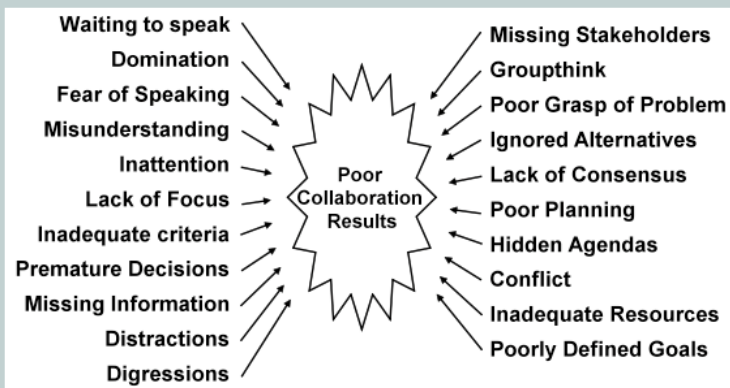 Waiting to speak
Domination
Fear of Speaking
Misunderstanding
Inattention
Lack of Focus
Inadequate criteria
Premature Decisions
Missing Information
Distractions
Digressions
Poor
Collaboration
Results
Missing Stakeholders
Groupthink
Poor Grasp of Problem
Ignored Alternatives
Lack of Consensus
Poor Planning
Hidden Agendas
Conflict
Inadequate Resources
Poorly Defined Goals